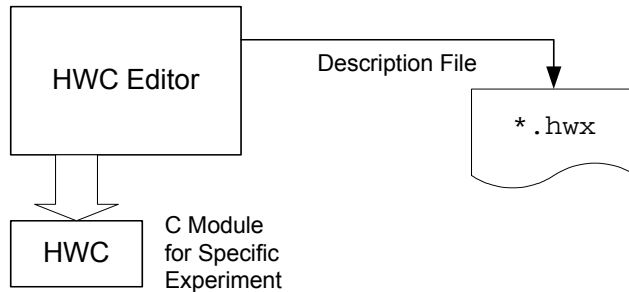 HWC Editor
Description File
*.hwx
HWC
C Module
for Specific
Experiment